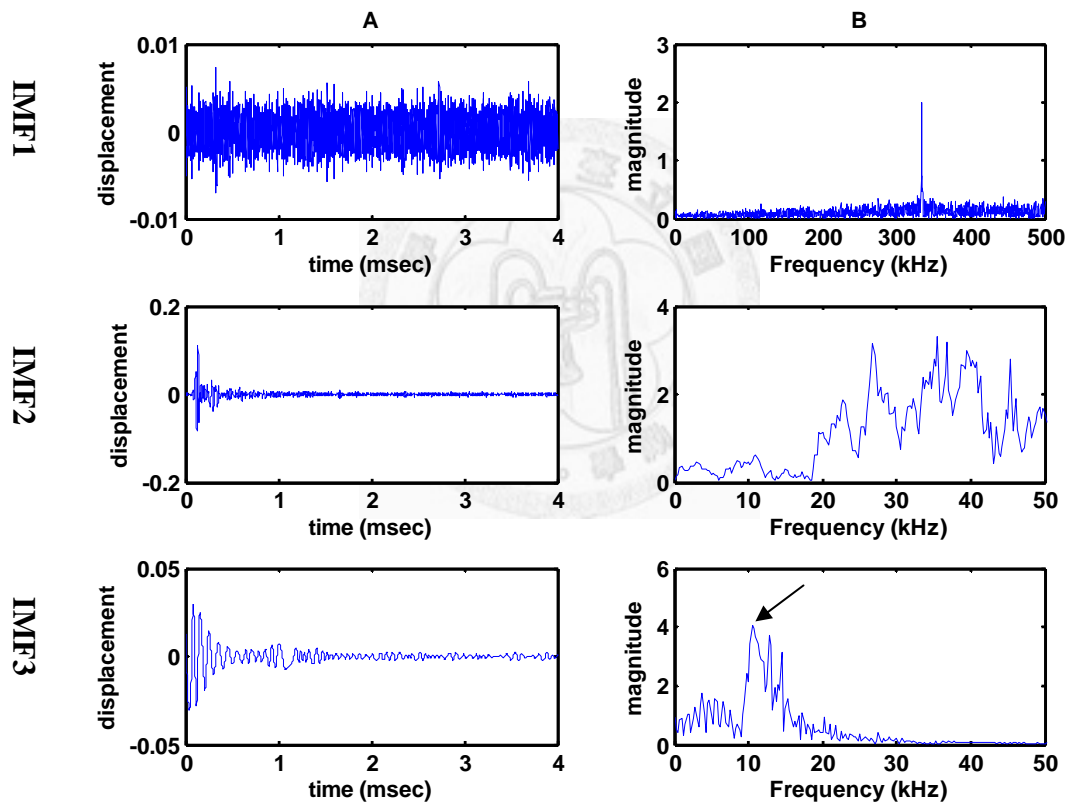 A
B
IMF1
displacement
0.01
0
-0.01
0 1 2 3 4
time (msec)
magnitude
3
2
1
0
0 100 200 300 400 500
Frequency (kHz)
IMF2
displacement
0.2
0
-0.2
0 1 2 3 4
time (msec)
magnitude
4
2
0
0 10 20 30 40 50
Frequency (kHz)
IMF3
displacement
0.05
0
-0.05
0 1 2 3 4
time (msec)
magnitude
6
4
2
0
0 10 20 30 40 50
Frequency (kHz)